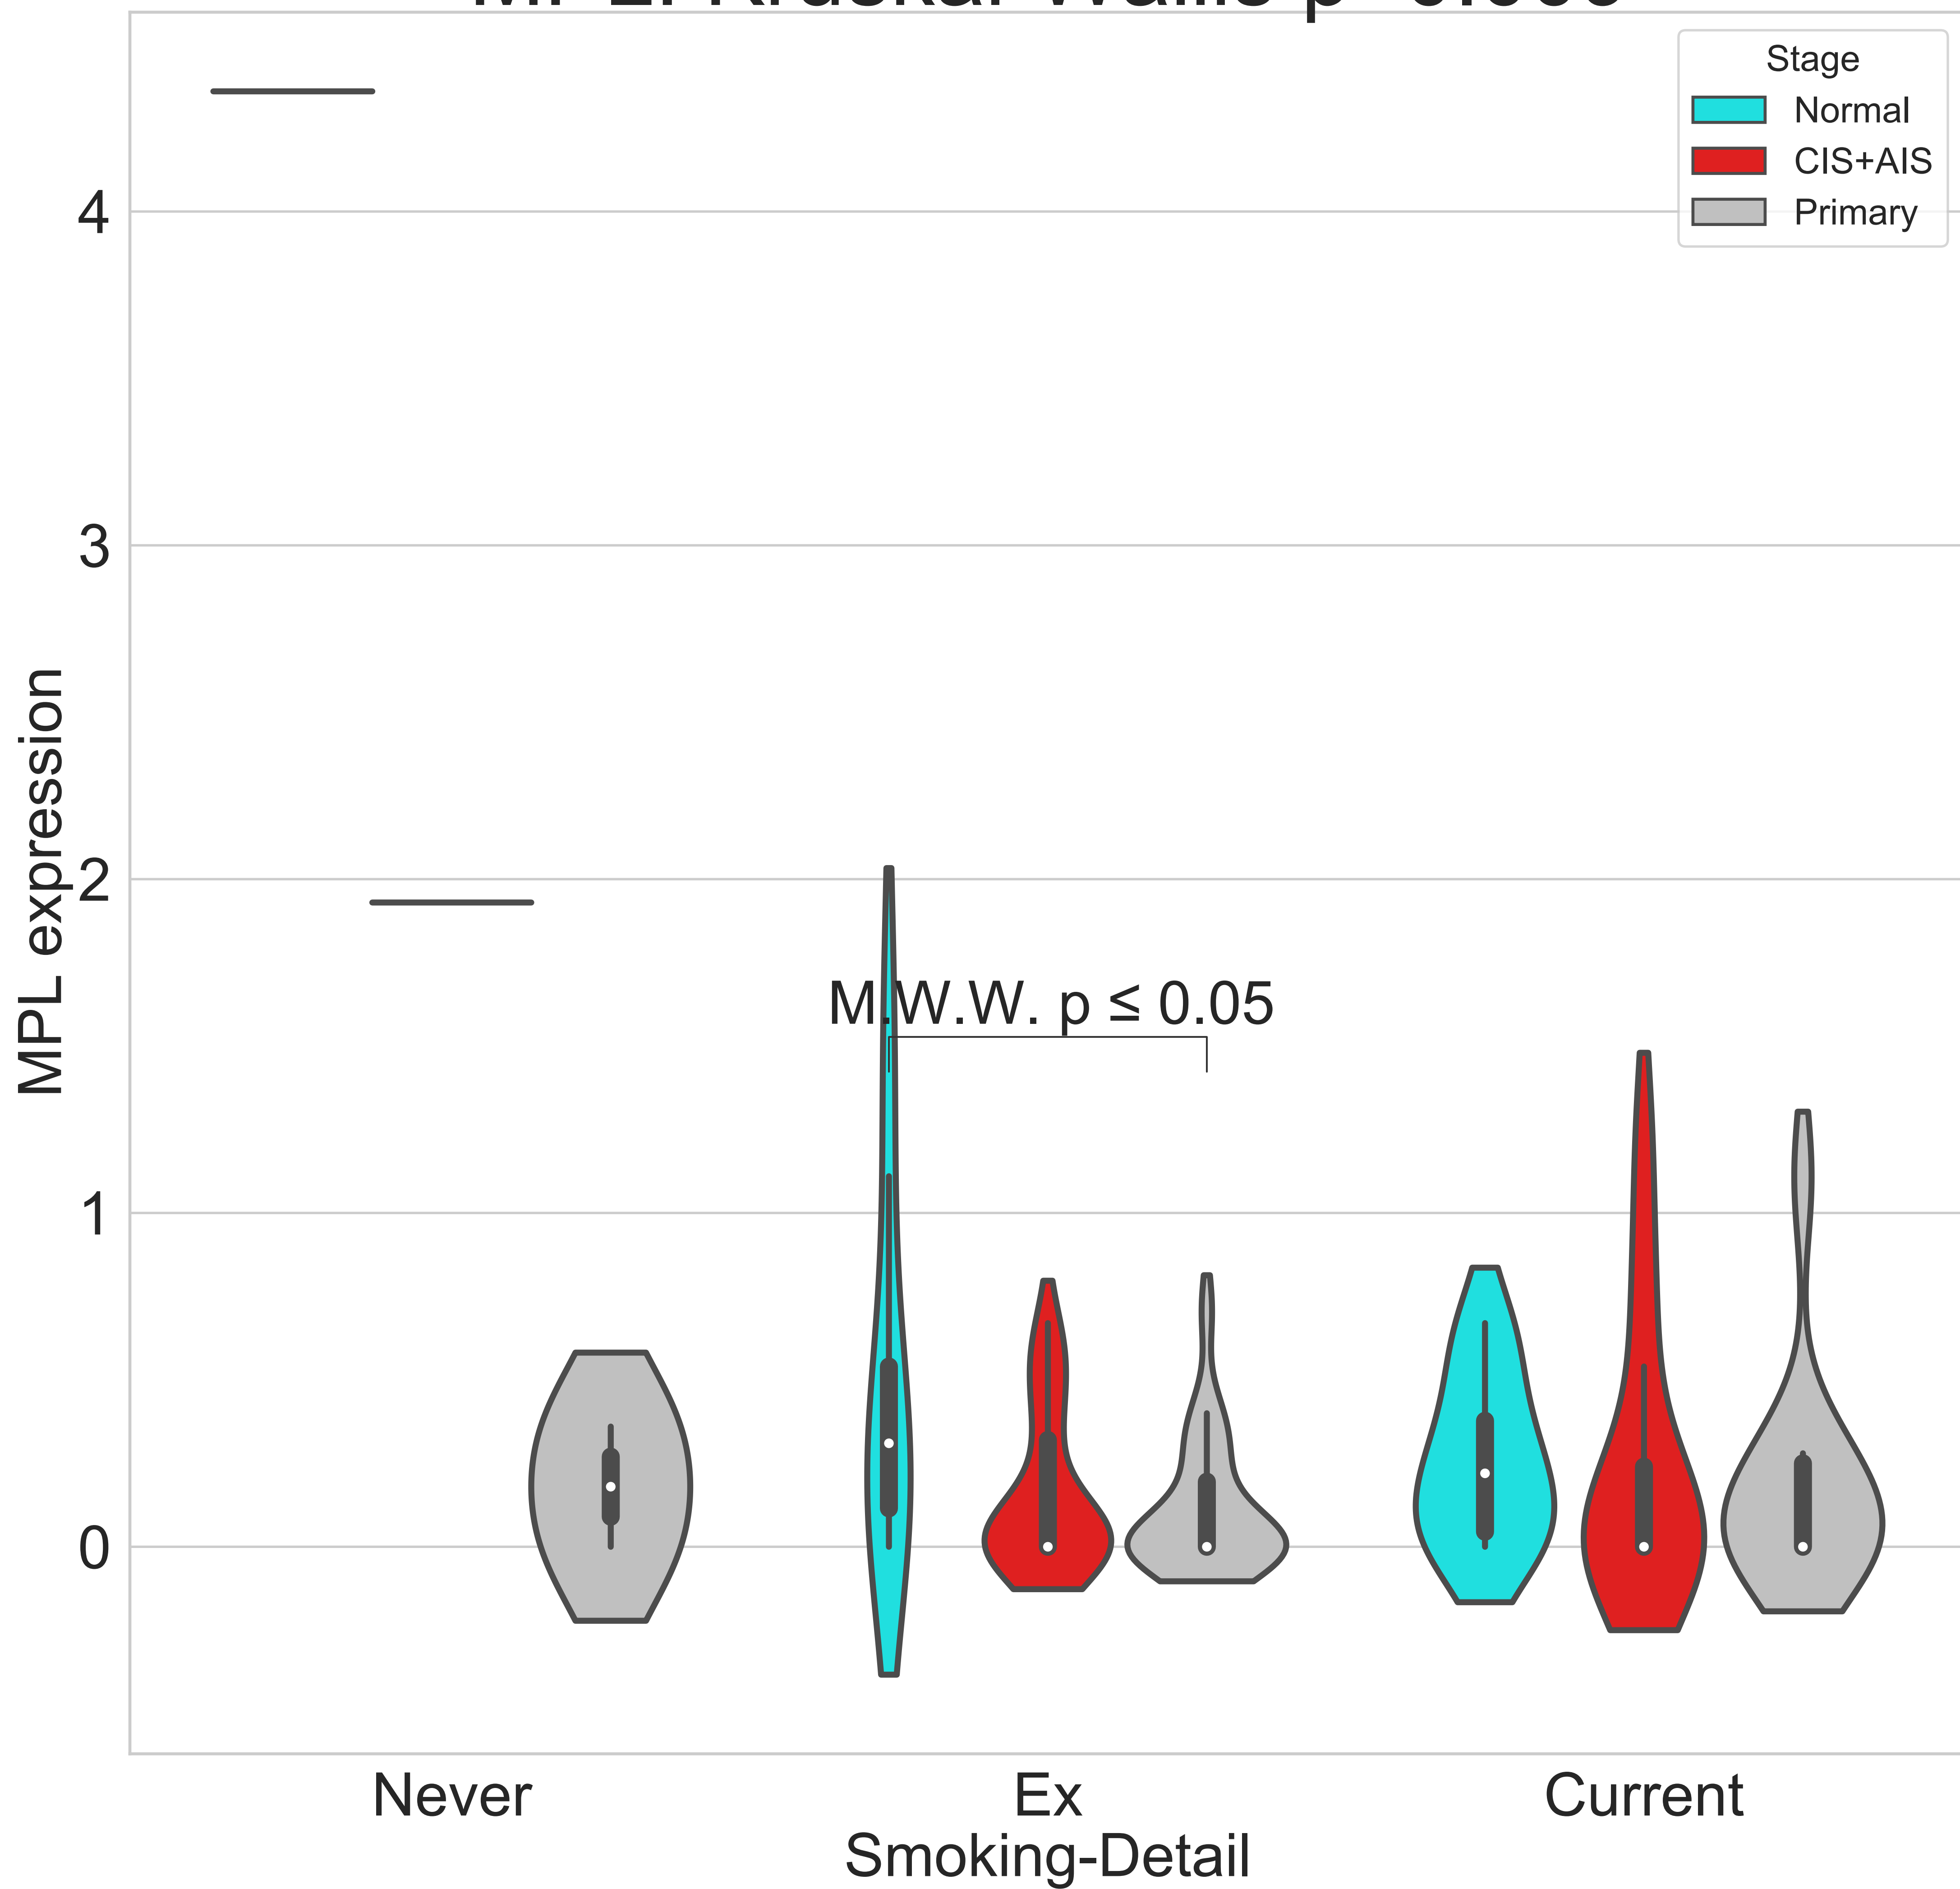 Stage
Normal
CIS+AIS
Primary
4
3
2
1
0
MPL expression
M.W.W. p ≤ 0.05
Never
Ex
Current
Smoking-Detail